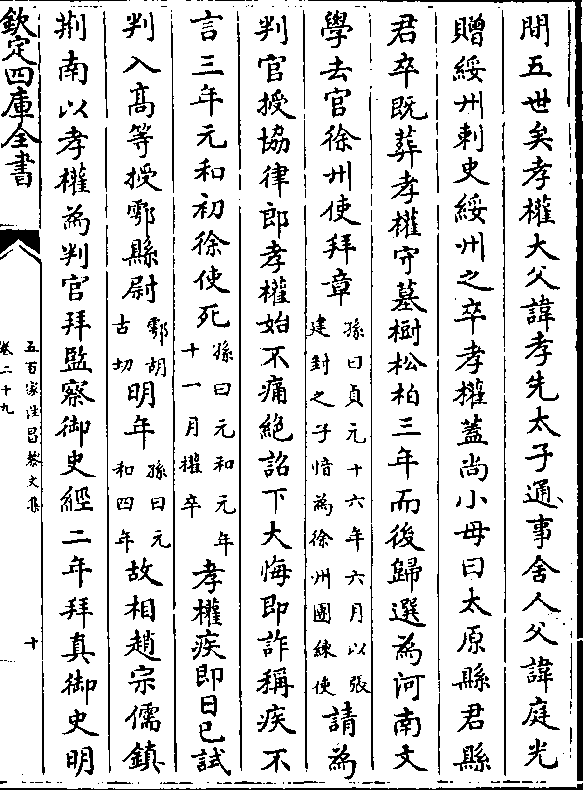 閒五世矣孝權大父諱孝先太子通事舍人父諱庭光
贈綏州刺史綏州之卒孝權蓋尚小母曰太原縣君縣
君卒既葬孝權守墓樹松柏三年而後歸選為河南文
學去官徐州使拜章孫曰貞元十六年六月以張建封之子愔為徐州團練使請為
判官授協律郎孝權始不痛絕詔下大悔即詐稱疾不
言三年元和初徐使死孫曰元和元年十一月權卒孝權疾即日已試
判入高等授鄠縣尉鄠胡古切明年孫曰元和四年故相趙宗儒鎮
荆南以孝權為判官拜監察御史經二年拜真御史明
欽定四庫全書
五百家注昌黎文集
卷二十九
十